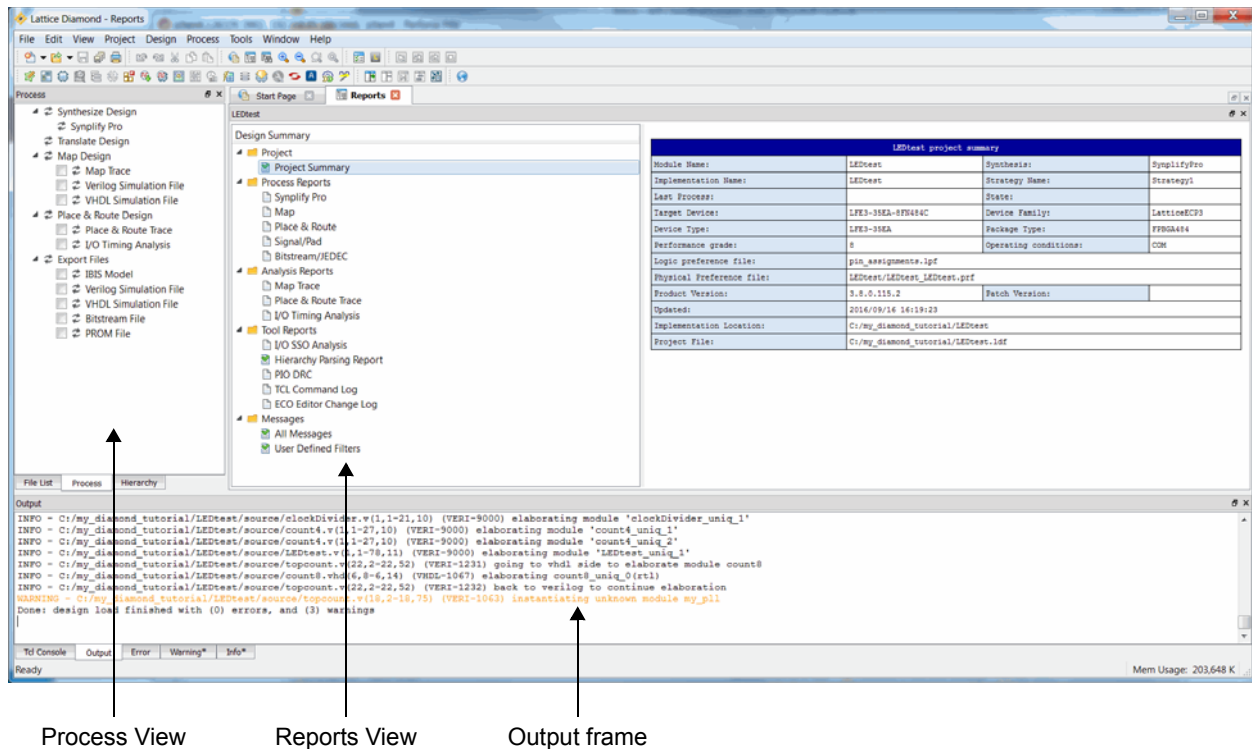 Lattice Diamond - Reports
File Edit View Project Design Process Tools Window Help
Process
Start Page
Reports
Synthesize Design
Synplify Pro
Translate Design
Map Design
Map Trace
Verilog Simulation File
VHDL Simulation File
Place & Route Design
Place & Route Trace
I/O Timing Analysis
Export Files
IBIS Model
Verilog Simulation File
VHDL Simulation File
Bitstream File
PROM File
File List Process Hierarchy
LEDtest
Design Summary
Project
Project Summary
Process Reports
Synplify Pro
Map
Place & Route
Signal/Pad
Bitstream/JEDEC
Analysis Reports
Map Trace
Place & Route Trace
I/O Timing Analysis
Tool Reports
I/O SSO Analysis
Hierarchy Parsing Report
PIO DRC
TCL Command Log
ECO Editor Change Log
Messages
All Messages
User Defined Filters
LEDtest project summary
Module Name: LEDtest Synthesis: SynplifyPro
Implementation Name: LEDtest Strategy Name: Strategy1
Last Process: State:
Target Device: LFE3-35EA-8FN484C Device Family: LatticeECP3
Device Type: LFE3-35EA Package Type: FPBGA484
Performance grade: 8 Operating conditions: COM
Logic preference file: pin_assignments.lpf
Physical Preference file: LEDtest/LEDtest_LEDtest.prf
Product Version: 3.8.0.115.2 Patch Version:
Updated: 2016/09/16 16:19:23
Implementation Location: C:/my_diamond_tutorial/LEDtest
Project File: C:/my_diamond_tutorial/LEDtest.ldf
Output
INFO - C:/my_diamond_tutorial/LEDtest/source/clockDivider.v(1,1-21,10) (VERI-9000) elaborating module 'clockDivider_uniq_1'
INFO - C:/my_diamond_tutorial/LEDtest/source/count4.v(1,1-27,10) (VERI-9000) elaborating module 'count4_uniq_1'
INFO - C:/my_diamond_tutorial/LEDtest/source/count4.v(1,1-27,10) (VERI-9000) elaborating module 'count4_uniq_2'
INFO - C:/my_diamond_tutorial/LEDtest/source/LEDtest.v(1,1-78,11) (VERI-9000) elaborating module 'LEDtest_uniq_1'
INFO - C:/my_diamond_tutorial/LEDtest/source/topcount.v(22,2-22,52) (VERI-1231) going to vhdl side to elaborate module count8
INFO - C:/my_diamond_tutorial/LEDtest/source/count8.vhd(6,8-6,14) (VHDL-1067) elaborating count8_uniq_0(rtl)
INFO - C:/my_diamond_tutorial/LEDtest/source/topcount.v(22,2-22,52) (VERI-1232) back to verilog to continue elaboration
WARNING - C:/my_diamond_tutorial/LEDtest/source/topcount.v(18,2-18,75) (VERI-1063) instantiating unknown module my_pll
Done: design load finished with (0) errors, and (3) warnings
Tcl Console Output Error Warning* Info*
Ready
Mem Usage: 203,648 K
Process View Reports View Output frame